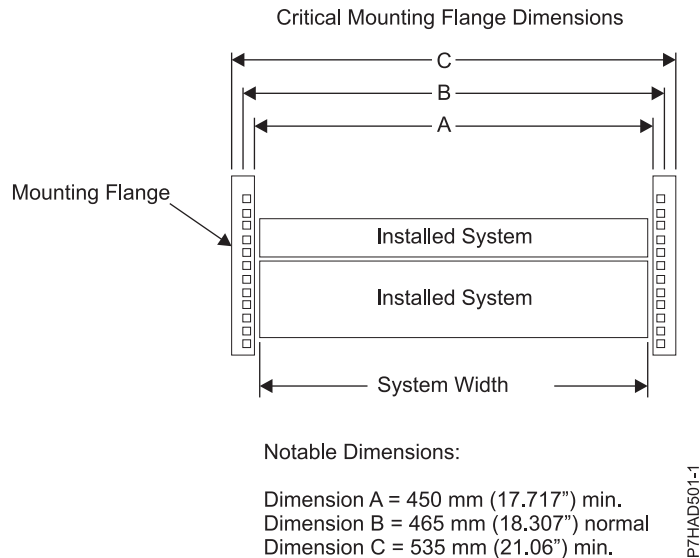 Critical Mounting Flange Dimensions
C
B
A
Mounting Flange
Installed System
Installed System
System Width
Notable Dimensions:
Dimension A = 450 mm (17.717”) min.
Dimension B = 465 mm (18.307”) normal
Dimension C = 535 mm (21.06”) min.
P7HAD501-1